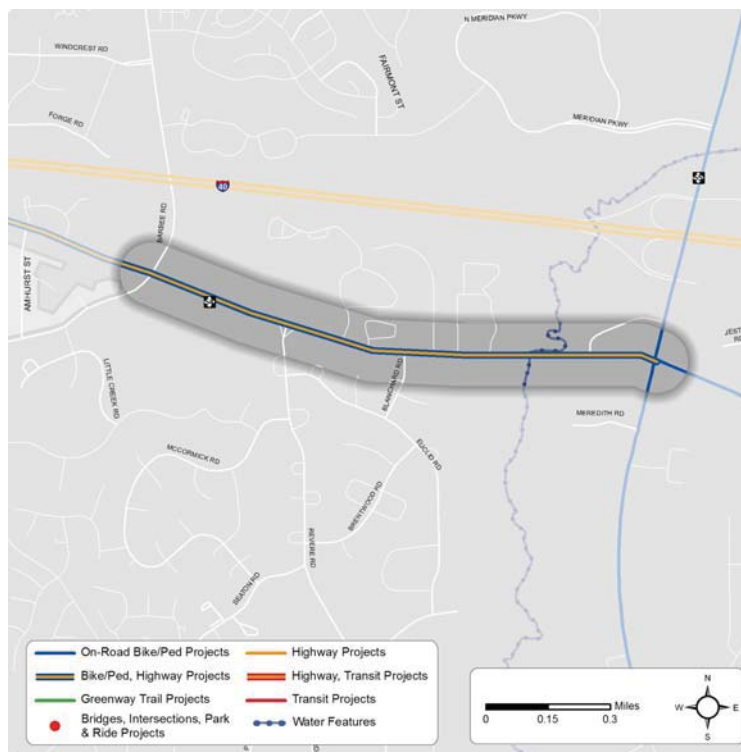 N MERIDIAN PKWY
WINDCREST RD
FAIRMONT ST
FORGE RD
MERIDIAN PKWY
40
BARBEE RD
AMHURST ST
JEST
RD
LITTLE CREEK RD
BLANCHARD RD
MEREDITH RD
EUCLID RD
MCCORMICK RD
BRENTWOOD RD
REVERE RD
SEATON RD
On-Road Bike/Ped Projects
Highway Projects
Bike/Ped, Highway Projects
Highway, Transit Projects
Greenway Trail Projects
Transit Projects
Bridges, Intersections, Park
& Ride Projects
Water Features
Miles
0 0.15 0.3
N
W E
S